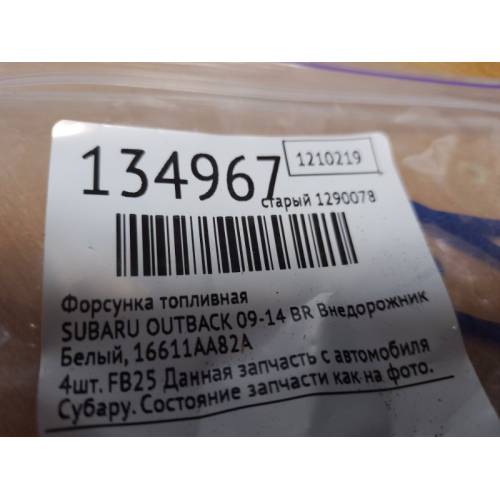 134967
1210219
старый 1290078
Форсунка топливная
SUBARU OUTBACK 09-14 BR Внедорожник
Белый, 16611AA82A
4шт. FB25 Данная запчасть с автомобиля
Субару. Состояние запчасти как на фото.